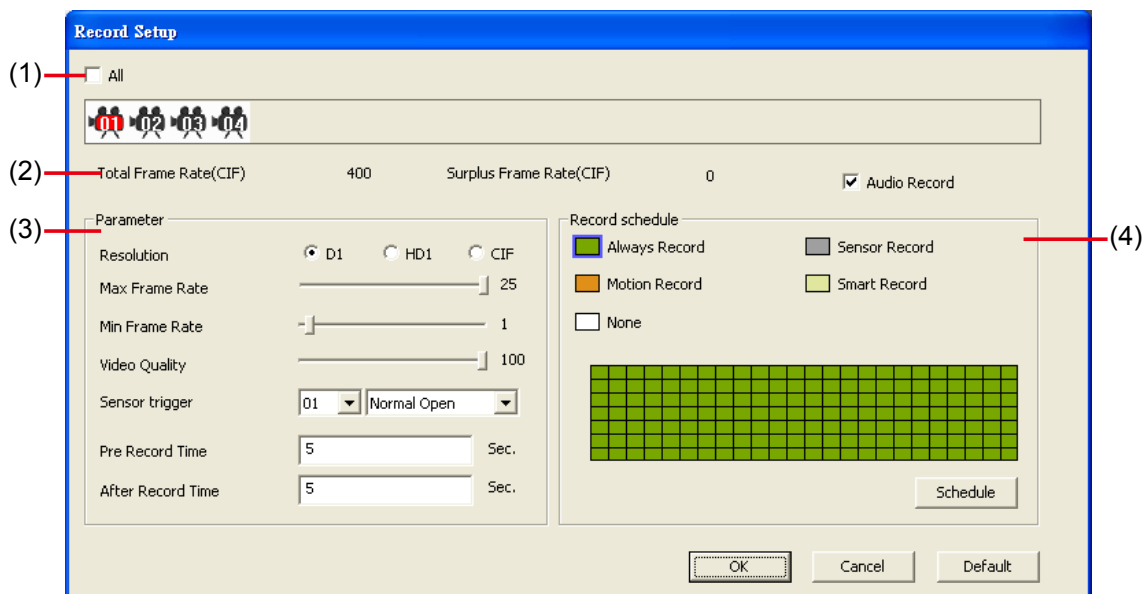 Record Setup
(1) All
01 02 03 04
(2) Total Frame Rate(CIF) 400 Surplus Frame Rate(CIF) 0 Audio Record
(3) Parameter
Resolution D1 HD1 CIF
Max Frame Rate 25
Min Frame Rate 1
Video Quality 100
Sensor trigger 01 Normal Open
Pre Record Time 5 Sec.
After Record Time 5 Sec.
Record schedule (4)
Always Record Sensor Record
Motion Record Smart Record
None
Schedule
OK Cancel Default